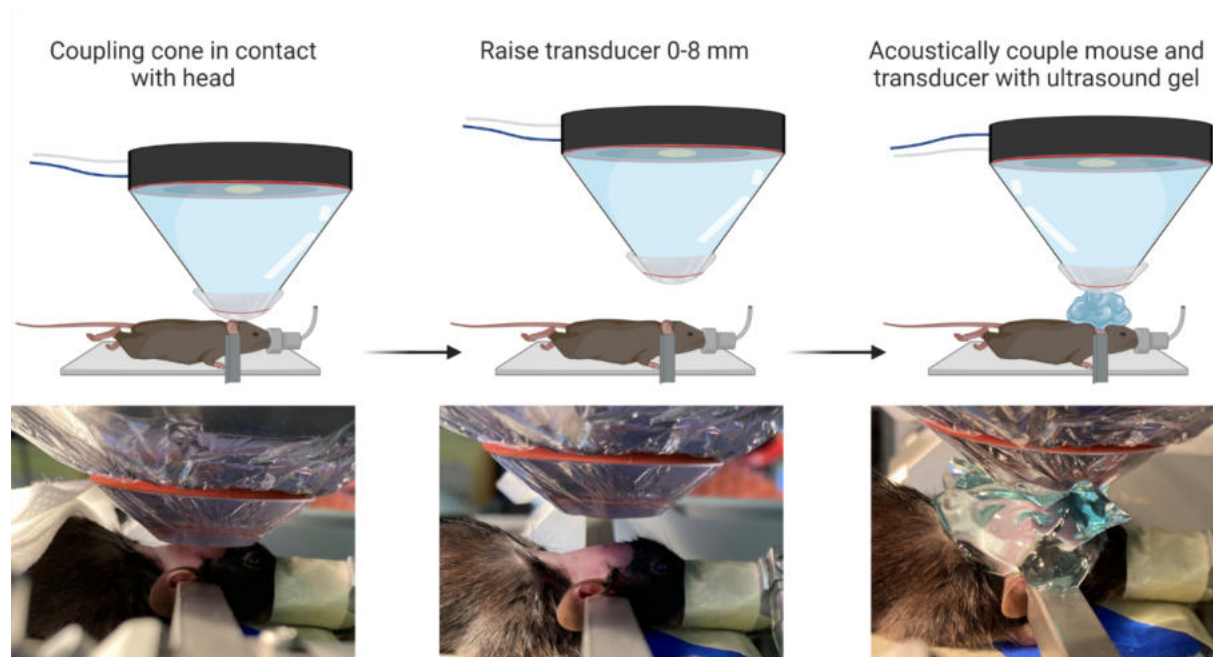 Coupling cone in contact
with head
Raise transducer 0-8 mm
Acoustically couple mouse and
transducer with ultrasound gel